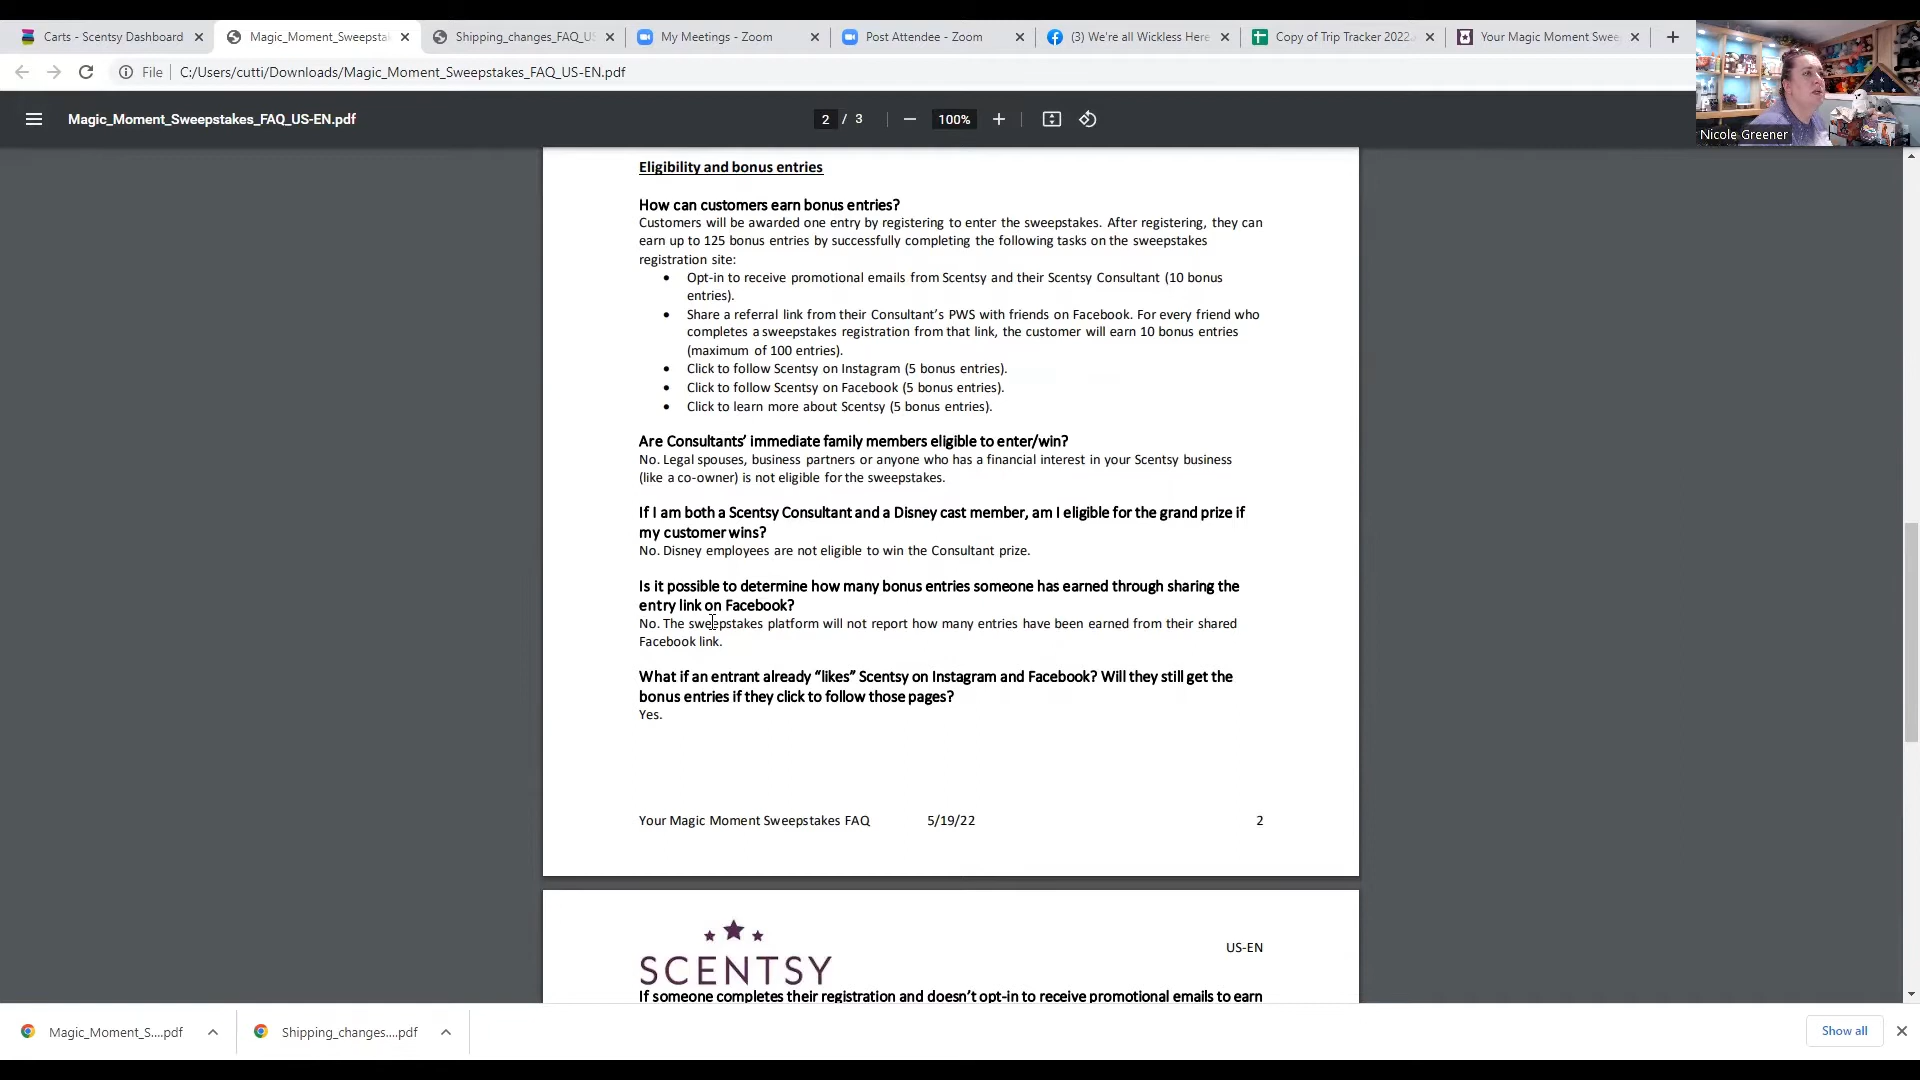 Carts - Scentsy Dashboard
Magic_Moment_Sweepsta
Shipping_changes_FAQ_US
My Meetings - Zoom
Post Attendee - Zoom
(3) We're all Wickless Here
Copy of Trip Tracker 2022
Your Magic Moment Swee
File C:/Users/cutti/Downloads/Magic_Moment_Sweepstakes_FAQ_US-EN.pdf
Magic_Moment_Sweepstakes_FAQ_US-EN.pdf
2 / 3
100%
Nicole Greener
Eligibility and bonus entries
How can customers earn bonus entries?
Customers will be awarded one entry by registering to enter the sweepstakes. After registering, they can
earn up to 125 bonus entries by successfully completing the following tasks on the sweepstakes
registration site:
• Opt-in to receive promotional emails from Scentsy and their Scentsy Consultant (10 bonus
entries).
• Share a referral link from their Consultant’s PWS with friends on Facebook. For every friend who
completes a sweepstakes registration from that link, the customer will earn 10 bonus entries
(maximum of 100 entries).
• Click to follow Scentsy on Instagram (5 bonus entries).
• Click to follow Scentsy on Facebook (5 bonus entries).
• Click to learn more about Scentsy (5 bonus entries).
Are Consultants’ immediate family members eligible to enter/win?
No. Legal spouses, business partners or anyone who has a financial interest in your Scentsy business
(like a co-owner) is not eligible for the sweepstakes.
If I am both a Scentsy Consultant and a Disney cast member, am I eligible for the grand prize if
my customer wins?
No. Disney employees are not eligible to win the Consultant prize.
Is it possible to determine how many bonus entries someone has earned through sharing the
entry link on Facebook?
No. The sweepstakes platform will not report how many entries have been earned from their shared
Facebook link.
What if an entrant already “likes” Scentsy on Instagram and Facebook? Will they still get the
bonus entries if they click to follow those pages?
Yes.
Your Magic Moment Sweepstakes FAQ 5/19/22 2
SCENTSY
US-EN
If someone completes their registration and doesn’t opt-in to receive promotional emails to earn
Magic_Moment_S....pdf
Shipping_changes....pdf
Show all